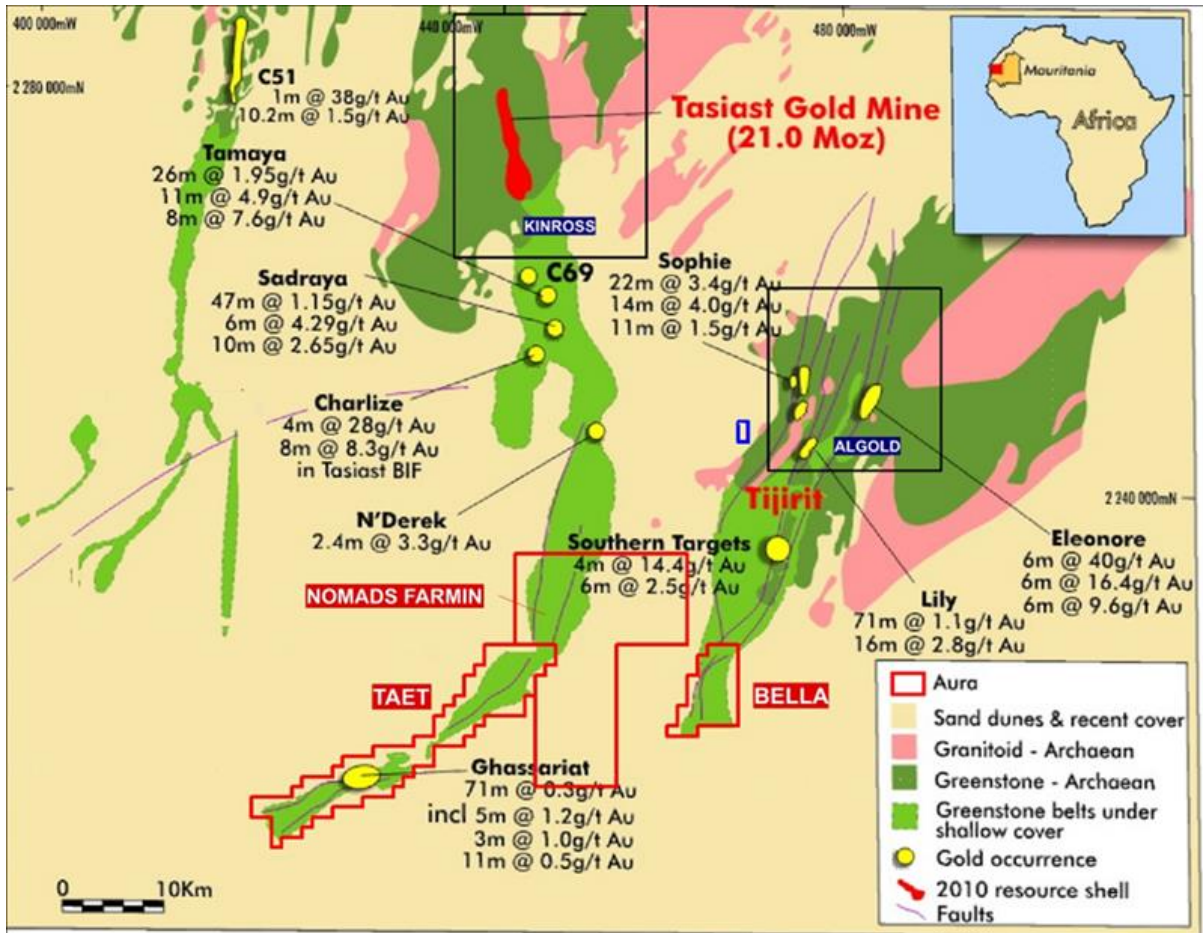 400 000mW
440 000mW
480 000mW
2 280 000mN
C51
1m @ 38g/t Au
10.2m @ 1.5g/t Au
Tasiast Gold Mine
(21.0 Moz)
Mauritania
Africa
Tamaya
26m @ 1.95g/t Au
11m @ 4.9g/t Au
8m @ 7.6g/t Au
KINROSS
C69
Sadraya
47m @ 1.15g/t Au
6m @ 4.29g/t Au
10m @ 2.65g/t Au
Sophie
22m @ 3.4g/t Au
14m @ 4.0g/t Au
11m @ 1.5g/t Au
Charlize
4m @ 28g/t Au
8m @ 8.3g/t Au
in Tasiast BIF
ALGOLD
Tijirit
2 240 000mN
N'Derek
2.4m @ 3.3g/t Au
Southern Targets
4m @ 14.4g/t Au
6m @ 2.5g/t Au
Eleonore
6m @ 40g/t Au
6m @ 16.4g/t Au
6m @ 9.6g/t Au
NOMADS FARMIN
Lily
71m @ 1.1g/t Au
16m @ 2.8g/t Au
TAET
BELLA
Ghassariat
71m @ 0.3g/t Au
incl 5m @ 1.2g/t Au
3m @ 1.0g/t Au
11m @ 0.5g/t Au
0 10Km
Aura
Sand dunes & recent cover
Granitoid - Archaean
Greenstone - Archaean
Greenstone belts under
shallow cover
Gold occurrence
2010 resource shell
Faults